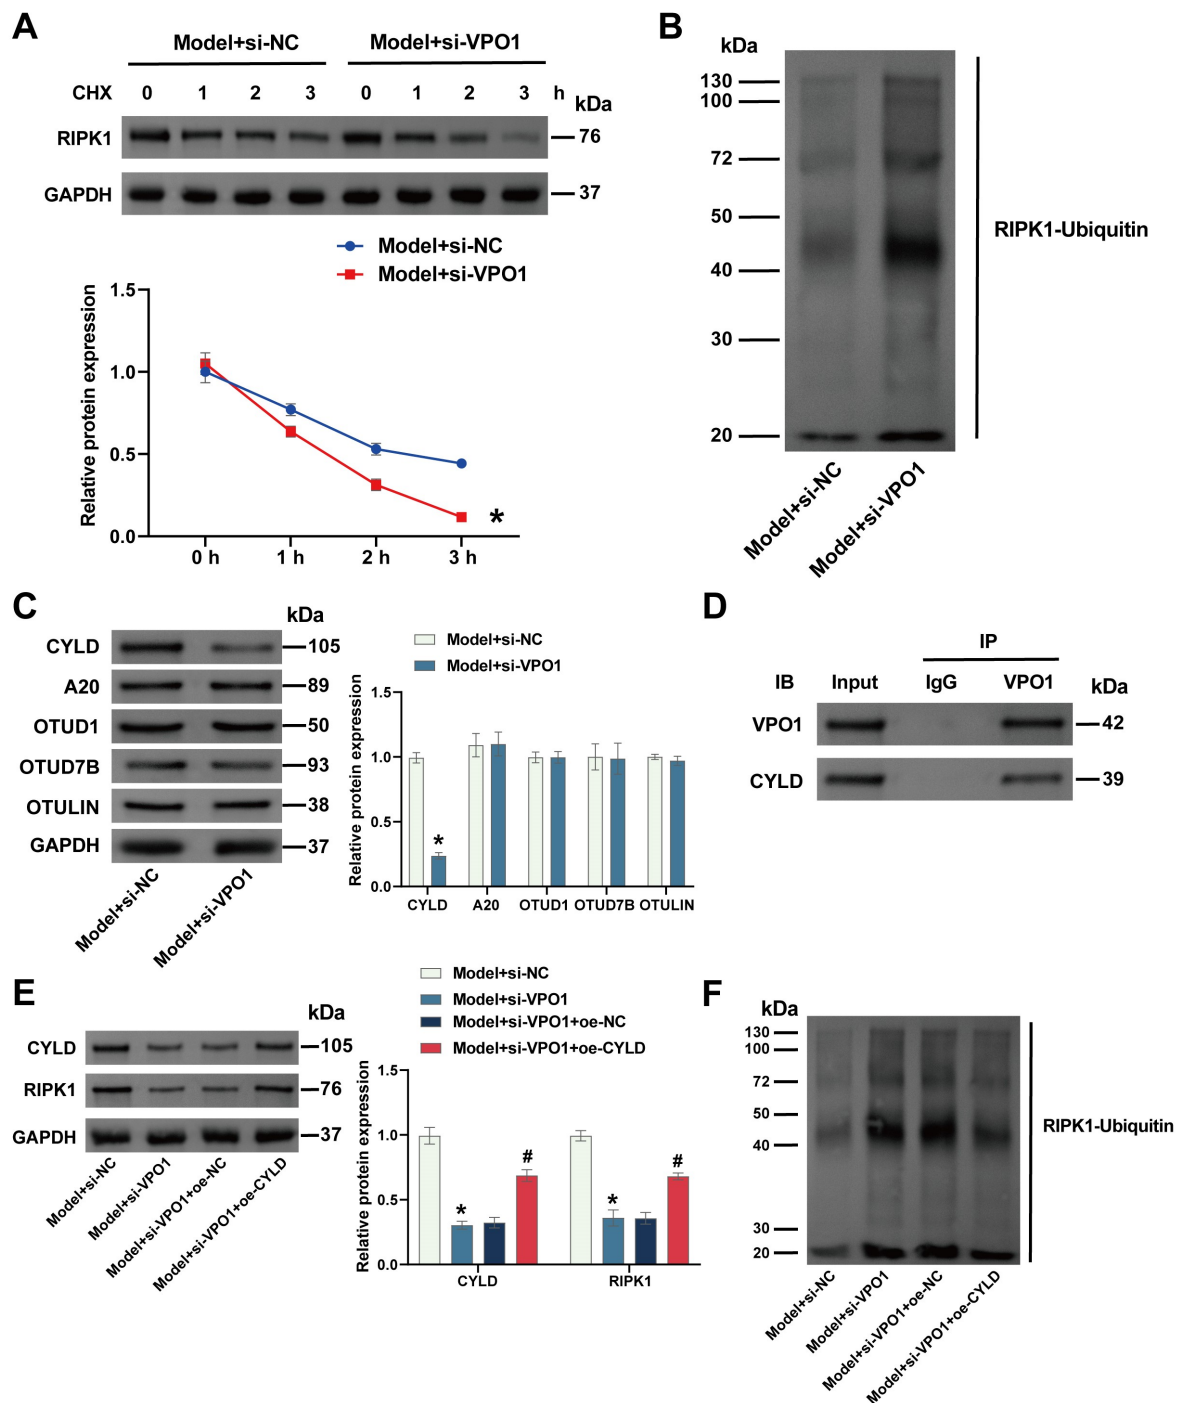 A
Model+si-NC Model+si-VPO1
CHX 0 1 2 3 0 1 2 3 h
kDa
RIPK1 76
GAPDH 37
Model+si-NC
Model+si-VPO1
Relative protein expression
1.5
1.0
0.5
0.0
*
0 h 1 h 2 h 3 h
B
kDa
130
100
72
50
40
30
20
RIPK1-Ubiquitin
Model+si-NC
Model+si-VPO1
C
kDa
CYLD 105
A20 89
OTUD1 50
OTUD7B 93
OTULIN 38
GAPDH 37
Model+si-NC
Model+si-VPO1
Model+si-NC
Model+si-VPO1
Relative protein expression
1.5
1.0
0.5
0.0
*
CYLD A20 OTUD1 OTUD7B OTULIN
D
IP
IB Input IgG VPO1 kDa
VPO1 42
CYLD 39
E
kDa
CYLD 105
RIPK1 76
GAPDH 37
Model+si-NC
Model+si-VPO1
Model+si-VPO1+oe-NC
Model+si-VPO1+oe-CYLD
Model+si-NC
Model+si-VPO1
Model+si-VPO1+oe-NC
Model+si-VPO1+oe-CYLD
Relative protein expression
1.5
1.0
0.5
0.0
* # * #
CYLD RIPK1
F
kDa
130
100
72
50
40
30
20
RIPK1-Ubiquitin
Model+si-NC
Model+si-VPO1
Model+si-VPO1+oe-NC
Model+si-VPO1+oe-CYLD